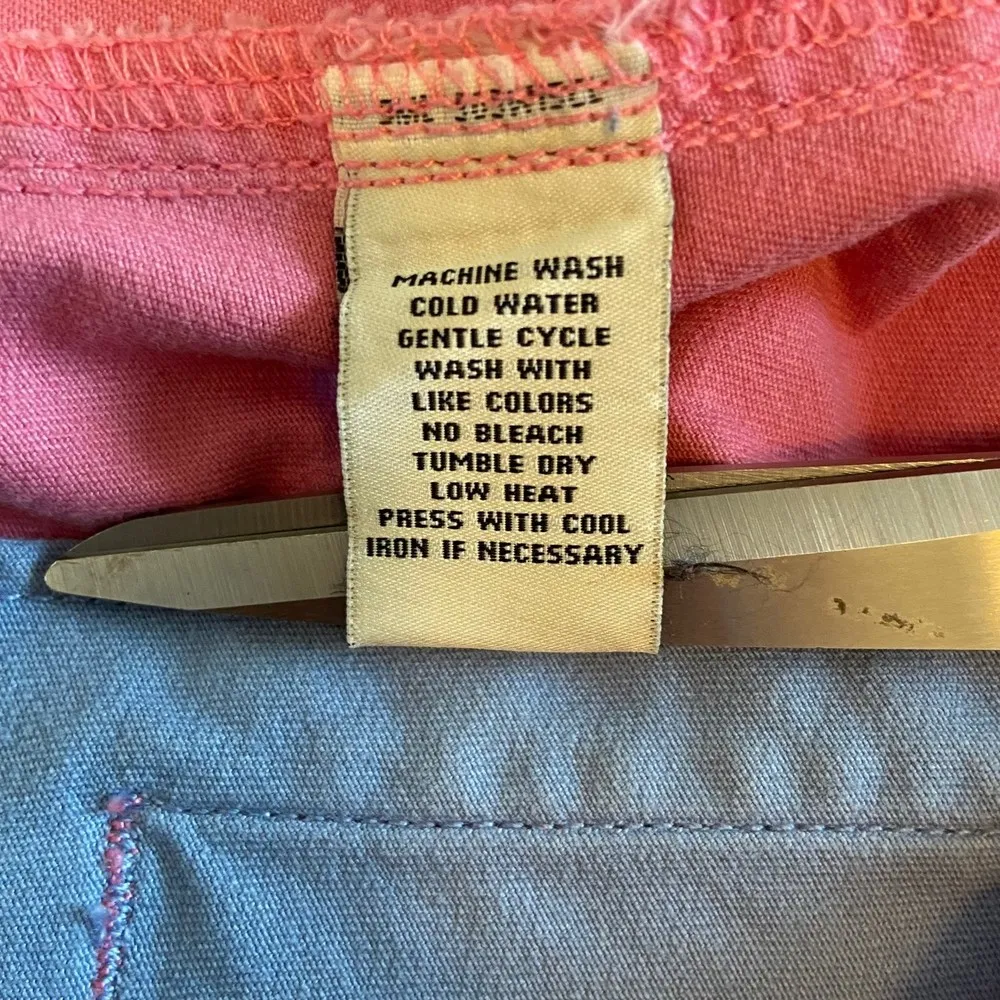 MACHINE WASH
COLD WATER
GENTLE CYCLE
WASH WITH
LIKE COLORS
NO BLEACH
TUMBLE DRY
LOW HEAT
PRESS WITH COOL
IRON IF NECESSARY